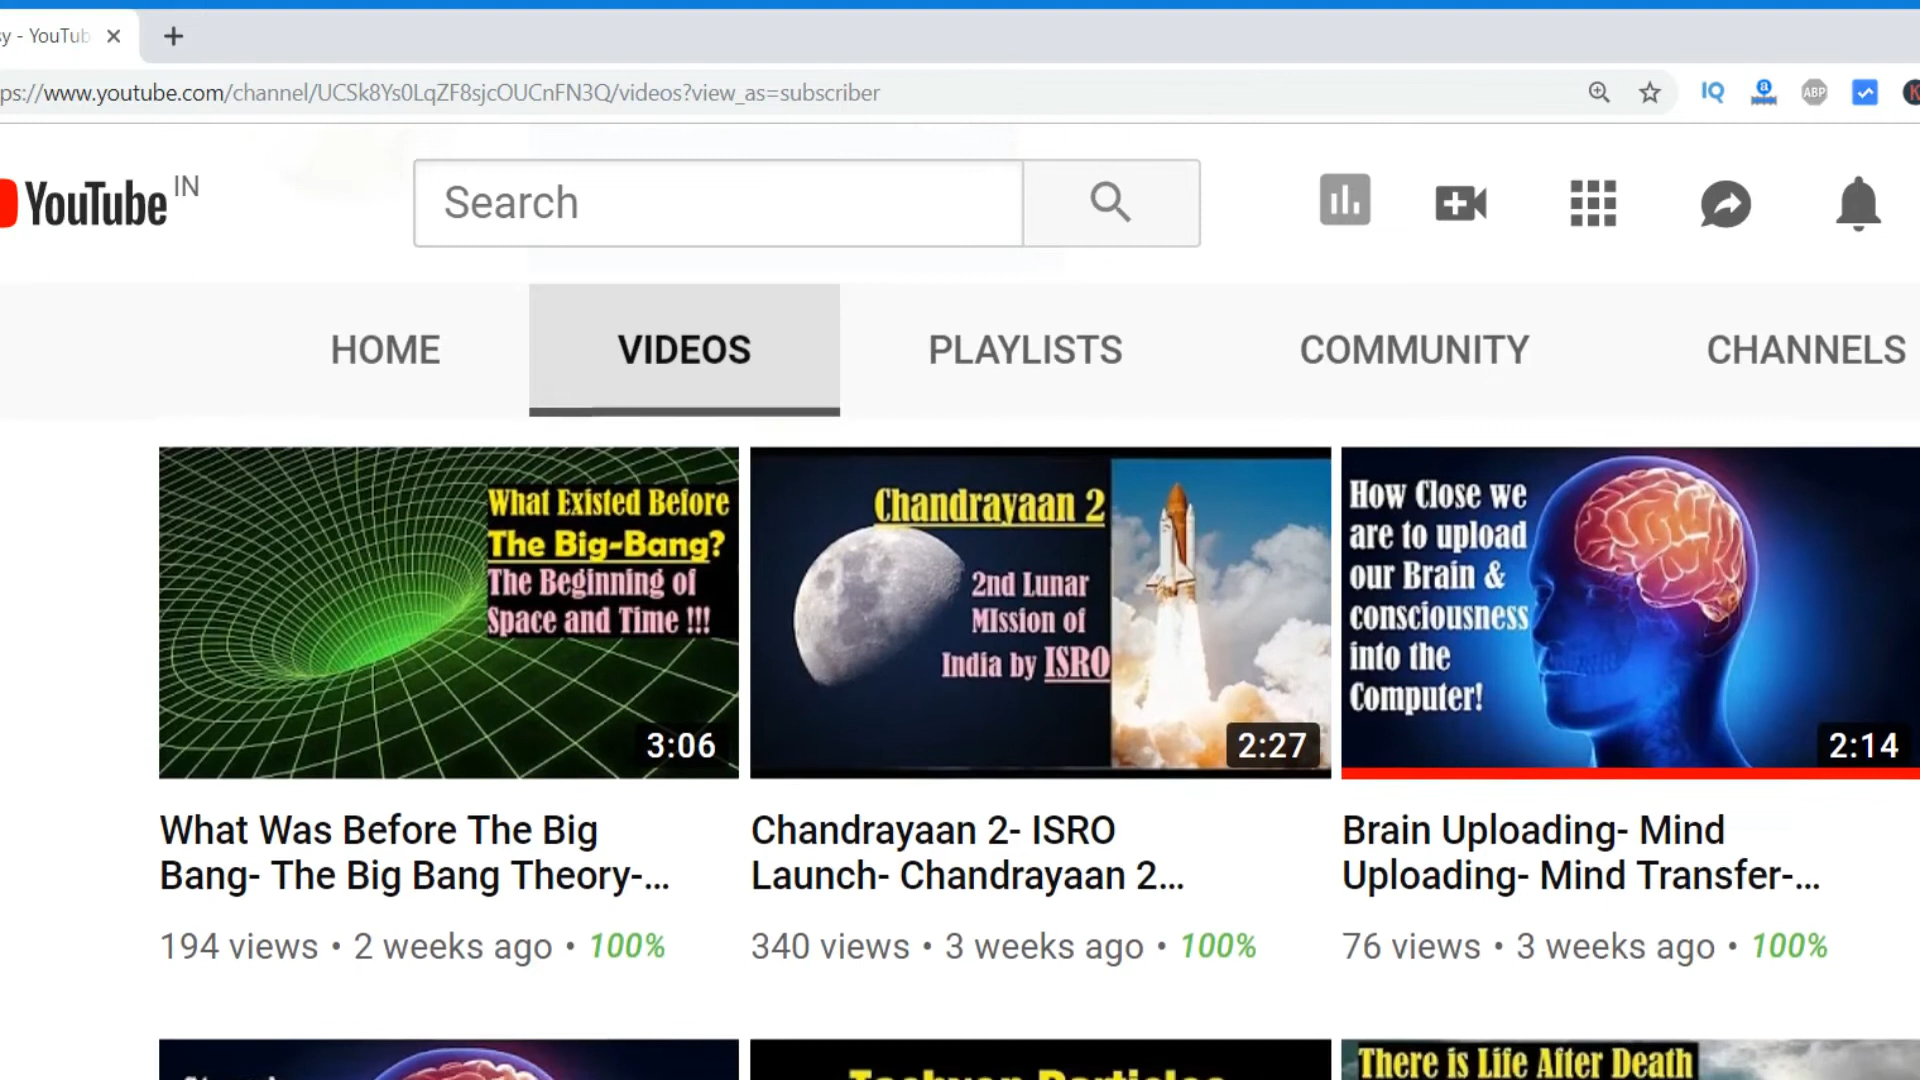 sy - YouTub
ps://www.youtube.com/channel/UCSk8Ys0LqZF8sjcOUCnFN3Q/videos?view_as=subscriber
IQ
a
ABP
K
YouTube IN
Search
HOME
VIDEOS
PLAYLISTS
COMMUNITY
CHANNELS
What Existed Before
The Big-Bang?
The Beginning of
Space and Time !!!
3:06
Chandrayaan 2
2nd Lunar
MIssion of
India by ISRO
2:27
How Close we
are to upload
our Brain &
consciousness
into the
Computer!
2:14
What Was Before The Big
Bang- The Big Bang Theory-...
194 views • 2 weeks ago • 100%
Chandrayaan 2- ISRO
Launch- Chandrayaan 2...
340 views • 3 weeks ago • 100%
Brain Uploading- Mind
Uploading- Mind Transfer-...
76 views • 3 weeks ago • 100%
Tachyon Particles
There is Life After Death